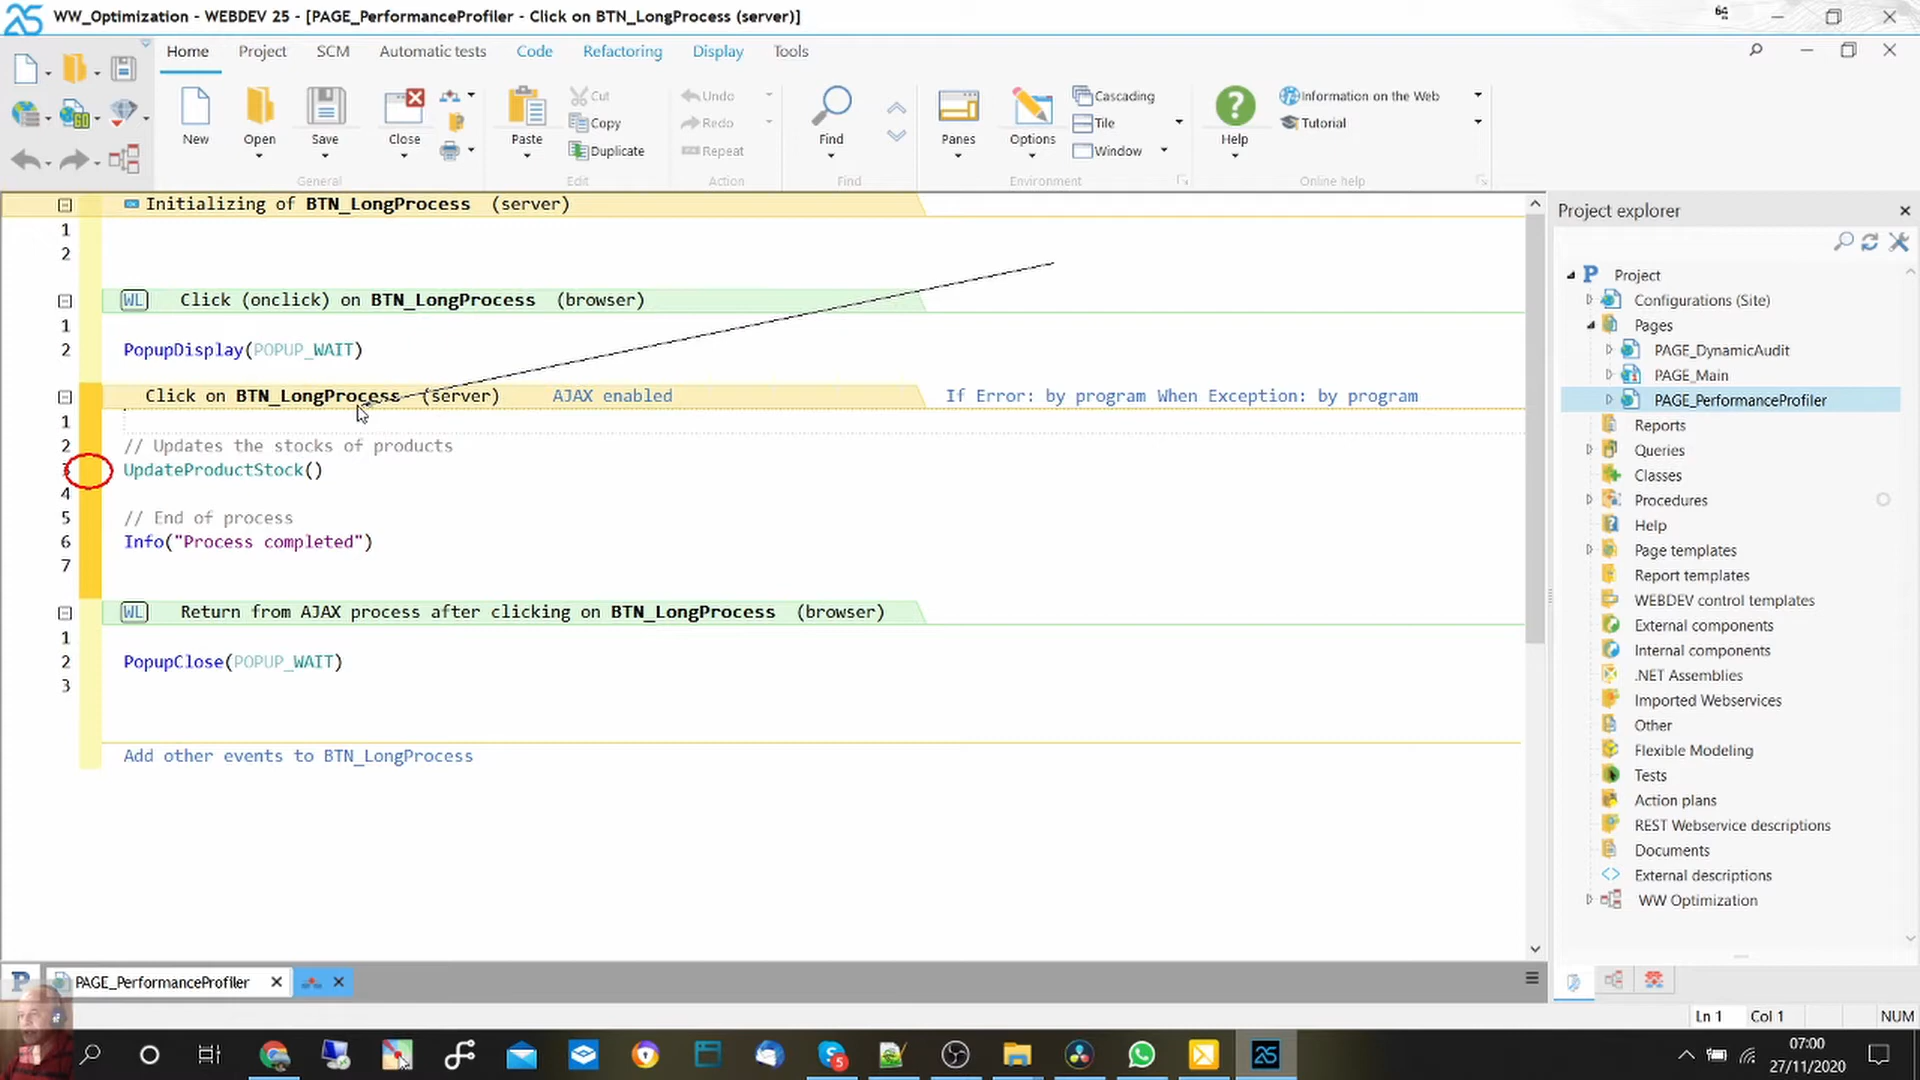 WW_Optimization - WEBDEV 25 - [PAGE_PerformanceProfiler - Click on BTN_LongProcess (server)]
64
Home Project SCM Automatic tests Code Refactoring Display Tools
New Open Save Close Paste Cut Copy Duplicate Undo Redo Repeat Find Panes Options Cascading Tile Window Help Information on the Web Tutorial
General Edit Action Find Environment Online help
Initializing of BTN_LongProcess (server)
1
2
WL Click (onclick) on BTN_LongProcess (browser)
1
2 PopupDisplay(POPUP_WAIT)
Click on BTN_LongProcess (server) AJAX enabled If Error: by program When Exception: by program
1
2 // Updates the stocks of products
3 UpdateProductStock()
4
5 // End of process
6 Info("Process completed")
7
WL Return from AJAX process after clicking on BTN_LongProcess (browser)
1
2 PopupClose(POPUP_WAIT)
3
Add other events to BTN_LongProcess
Project explorer
Project
Configurations (Site)
Pages
PAGE_DynamicAudit
PAGE_Main
PAGE_PerformanceProfiler
Reports
Queries
Classes
Procedures
Help
Page templates
Report templates
WEBDEV control templates
External components
Internal components
.NET Assemblies
Imported Webservices
Other
Flexible Modeling
Tests
Action plans
REST Webservice descriptions
Documents
External descriptions
WW Optimization
PAGE_PerformanceProfiler
Ln 1 Col 1 NUM
5
25
07:00
27/11/2020